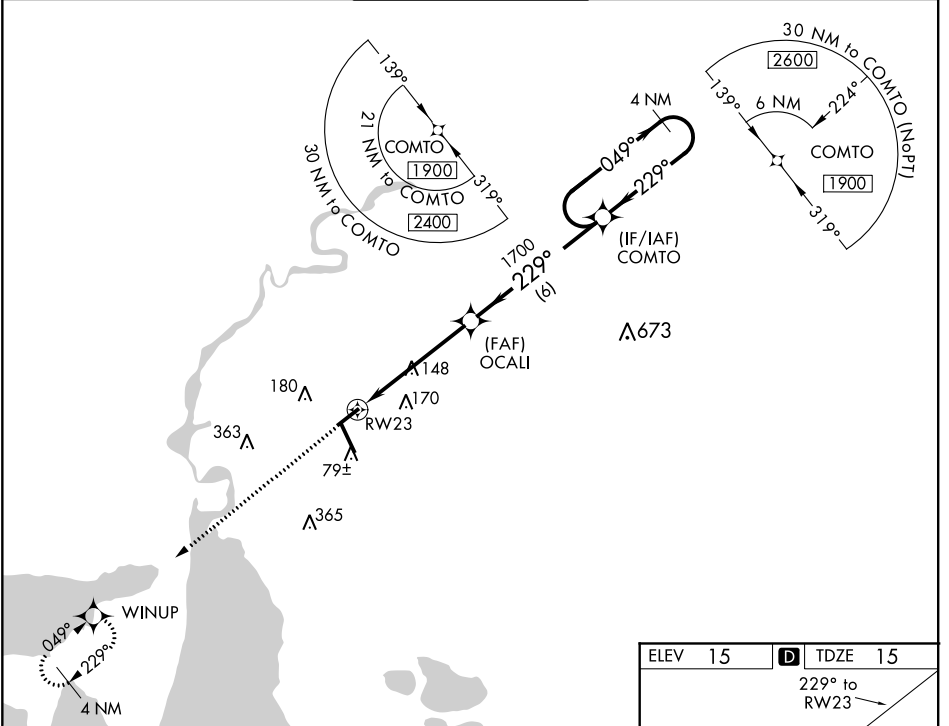 139°
21 NM to COMTO
COMTO
1900
30 NM to COMTO
2400
319°
30 NM to COMTO (NoPT)
2600
139°
6 NM
224°
COMTO
1900
319°
4 NM
049°
229°
(IF/IAF)
COMTO
1700
229°
(6)
(FAF)
OCALI
673
148
180
170
RW23
363
79±
365
WINUP
049°
229°
4 NM
ELEV 15 D TDZE 15
229° to
RW23